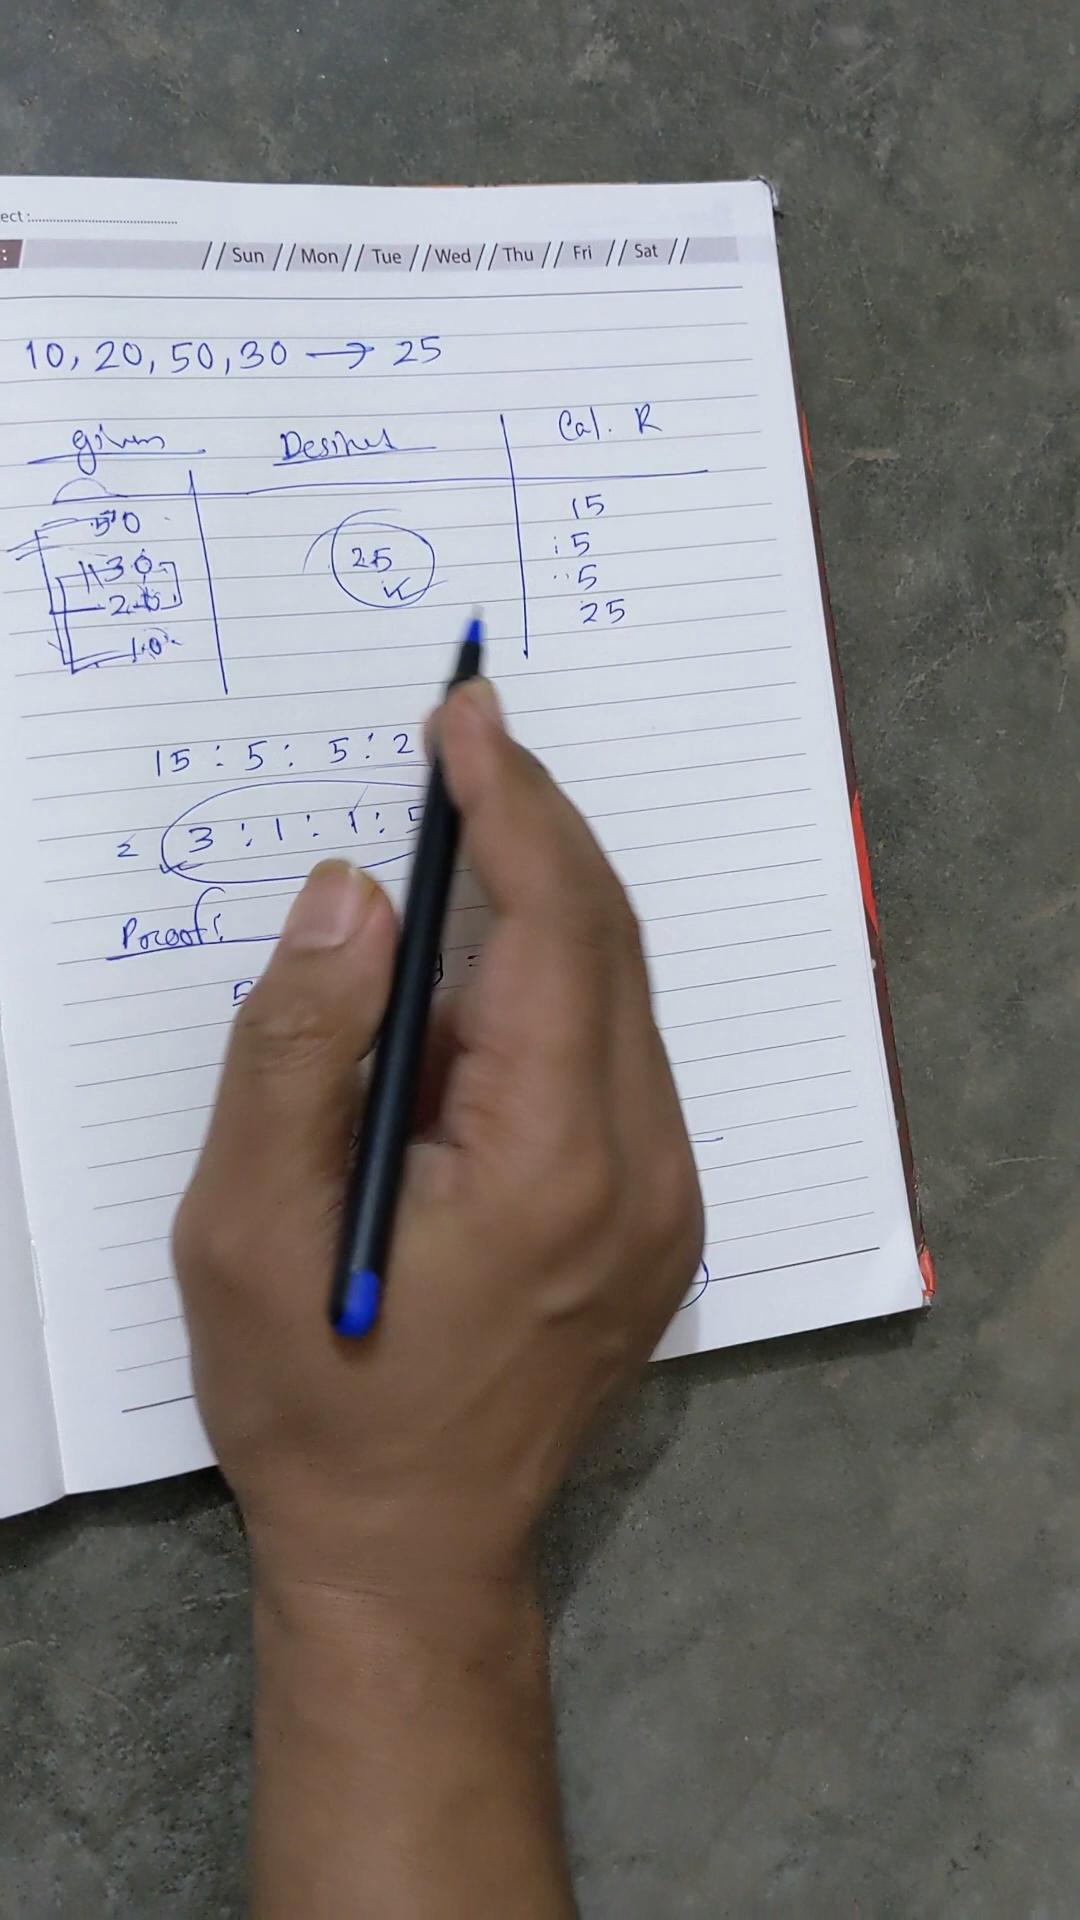 ect :
:
// Sun // Mon // Tue // Wed // Thu // Fri // Sat //
10, 20, 50, 30 → 25
given Desired Cal. R
50 15
30 25 5
20 5
10 25
15 : 5 : 5 : 2
3 : 1 : 1 : 5
Proof :
5
=